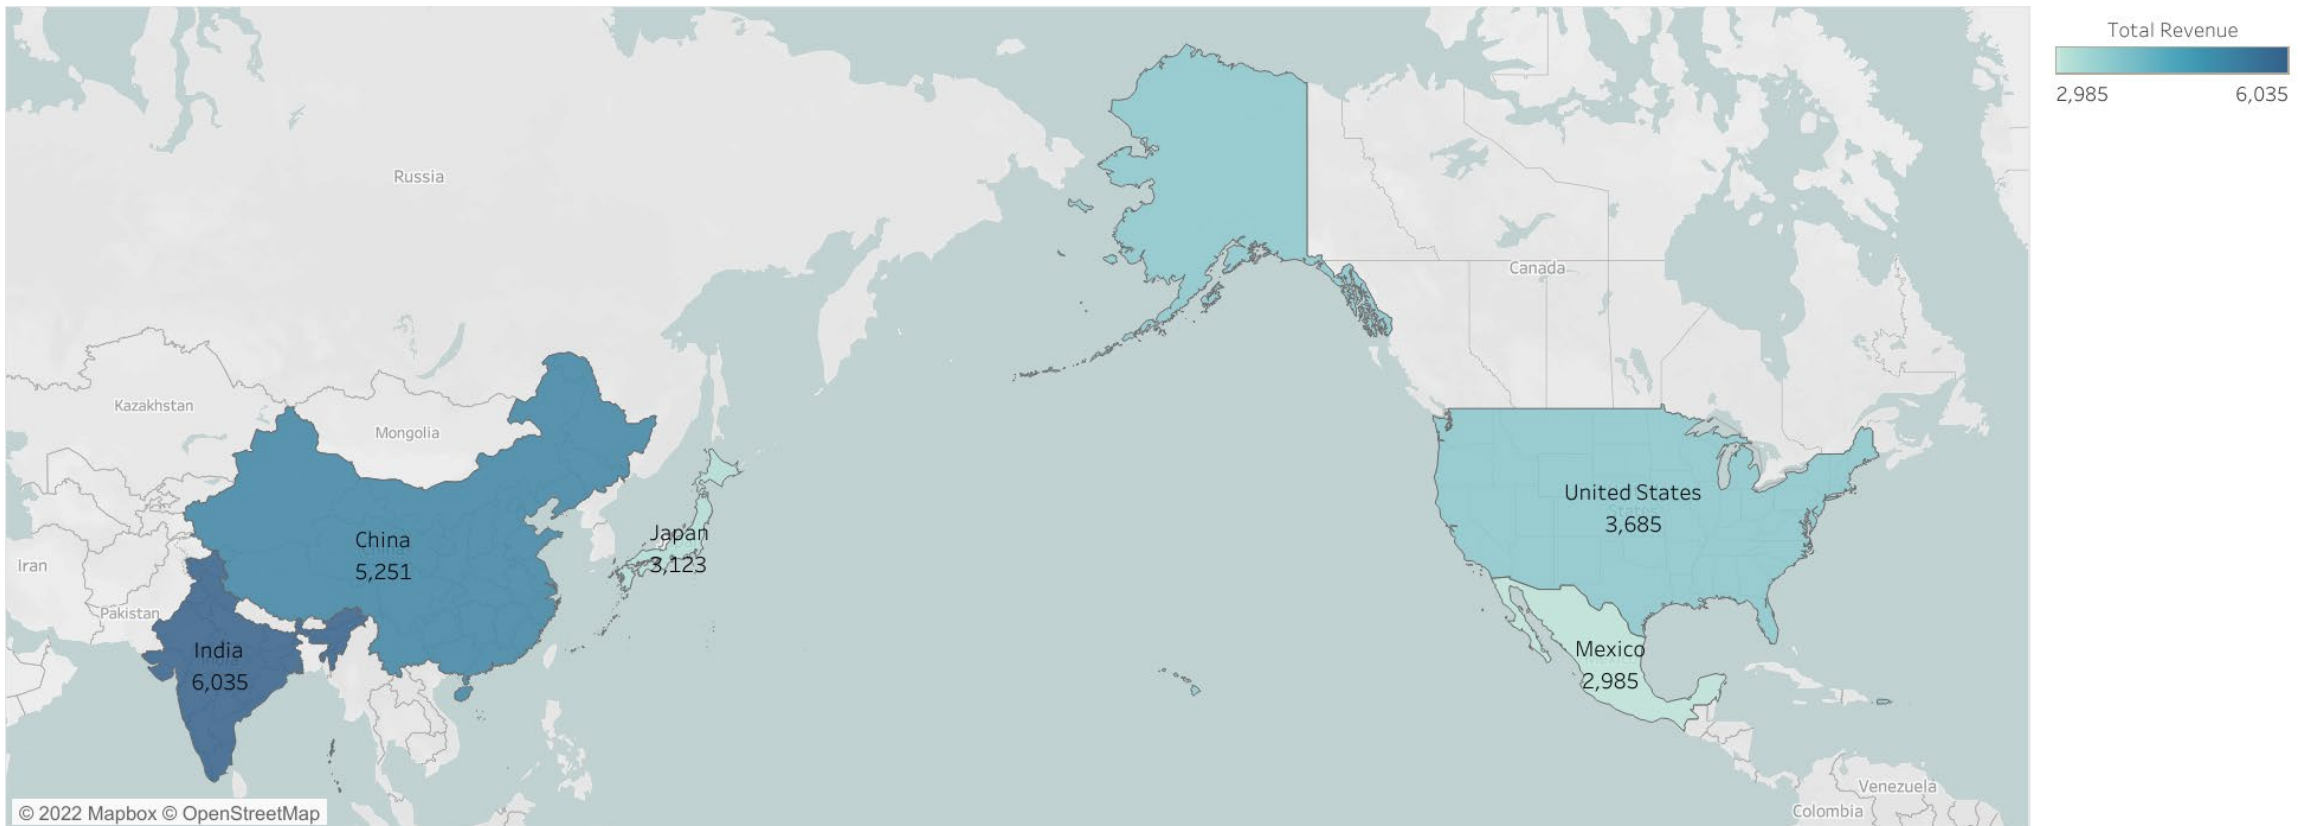 Total Revenue
2,985 6,035
Russia
Canada
Kazakhstan
Mongolia
United States
3,685
China
5,251
Japan
3,123
Iran
Pakistan
India
6,035
Mexico
2,985
Venezuela
Colombia
© 2022 Mapbox © OpenStreetMap